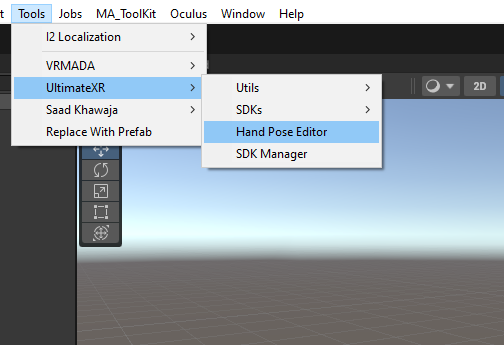 t Tools Jobs MA_ToolKit Oculus Window Help
I2 Localization
VRMADA
UltimateXR
Saad Khawaja
Replace With Prefab
Utils
SDKs
Hand Pose Editor
SDK Manager
2D